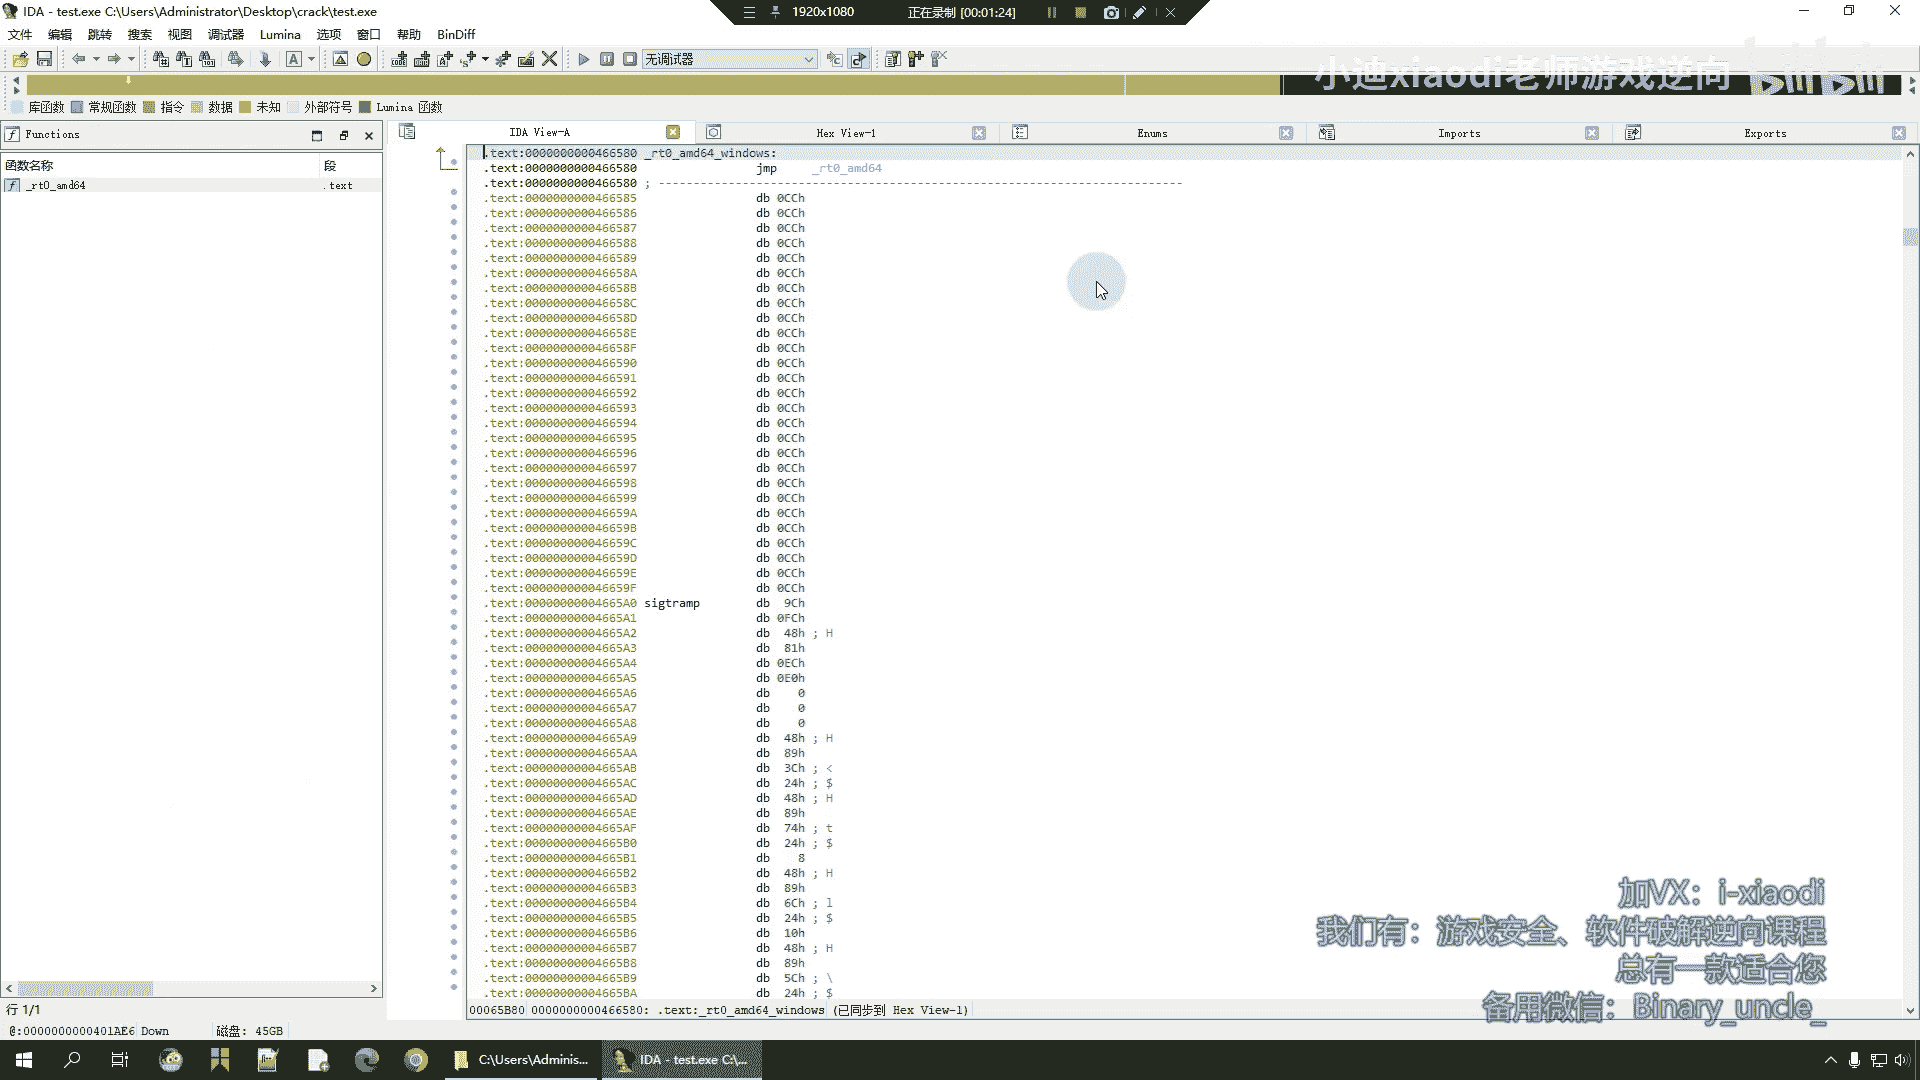 IDA - test.exe C:\Users\Administrator\Desktop\crack\test.exe
1920x1080 正在录制 [00:01:24]
文件 编辑 跳转 搜索 视图 调试器 Lumina 选项 窗口 帮助 BinDiff
无调试器
小迪xiaodi老师游戏逆向 bilibili
库函数 常规函数 指令 数据 未知 外部符号 Lumina 函数
Functions
函数名称 段
_rt0_amd64 .text
IDA View-A Hex View-1 Enums Imports Exports
.text:0000000000466580 _rt0_amd64_windows:
.text:0000000000466580 jmp _rt0_amd64
.text:0000000000466580 ; ---------------------------------------------------------------------------
.text:0000000000466585 db 0CCh
.text:0000000000466586 db 0CCh
.text:0000000000466587 db 0CCh
.text:0000000000466588 db 0CCh
.text:0000000000466589 db 0CCh
.text:000000000046658A db 0CCh
.text:000000000046658B db 0CCh
.text:000000000046658C db 0CCh
.text:000000000046658D db 0CCh
.text:000000000046658E db 0CCh
.text:000000000046658F db 0CCh
.text:0000000000466590 db 0CCh
.text:0000000000466591 db 0CCh
.text:0000000000466592 db 0CCh
.text:0000000000466593 db 0CCh
.text:0000000000466594 db 0CCh
.text:0000000000466595 db 0CCh
.text:0000000000466596 db 0CCh
.text:0000000000466597 db 0CCh
.text:0000000000466598 db 0CCh
.text:0000000000466599 db 0CCh
.text:000000000046659A db 0CCh
.text:000000000046659B db 0CCh
.text:000000000046659C db 0CCh
.text:000000000046659D db 0CCh
.text:000000000046659E db 0CCh
.text:000000000046659F db 0CCh
.text:00000000004665A0 sigtramp db 9Ch
.text:00000000004665A1 db 0FCh
.text:00000000004665A2 db 48h ; H
.text:00000000004665A3 db 81h
.text:00000000004665A4 db 0ECh
.text:00000000004665A5 db 0E0h
.text:00000000004665A6 db 0
.text:00000000004665A7 db 0
.text:00000000004665A8 db 0
.text:00000000004665A9 db 48h ; H
.text:00000000004665AA db 89h
.text:00000000004665AB db 3Ch ; <
.text:00000000004665AC db 24h ; $
.text:00000000004665AD db 48h ; H
.text:00000000004665AE db 89h
.text:00000000004665AF db 74h ; t
.text:00000000004665B0 db 24h ; $
.text:00000000004665B1 db 8
.text:00000000004665B2 db 48h ; H
.text:00000000004665B3 db 89h
.text:00000000004665B4 db 6Ch ; l
.text:00000000004665B5 db 24h ; $
.text:00000000004665B6 db 10h
.text:00000000004665B7 db 48h ; H
.text:00000000004665B8 db 89h
.text:00000000004665B9 db 5Ch ; \
.text:00000000004665BA db 24h ; $
加VX：i-xiaodi
我们有：游戏安全、软件破解逆向课程
总有一款适合您
备用微信：Binary_uncle_
行 1/1
00065B80 0000000000466580: .text:_rt0_amd64_windows (已同步到 Hex View-1)
@:0000000000401AE6 Down 磁盘: 45GB
C:\Users\Adminis... IDA - test.exe C:\...